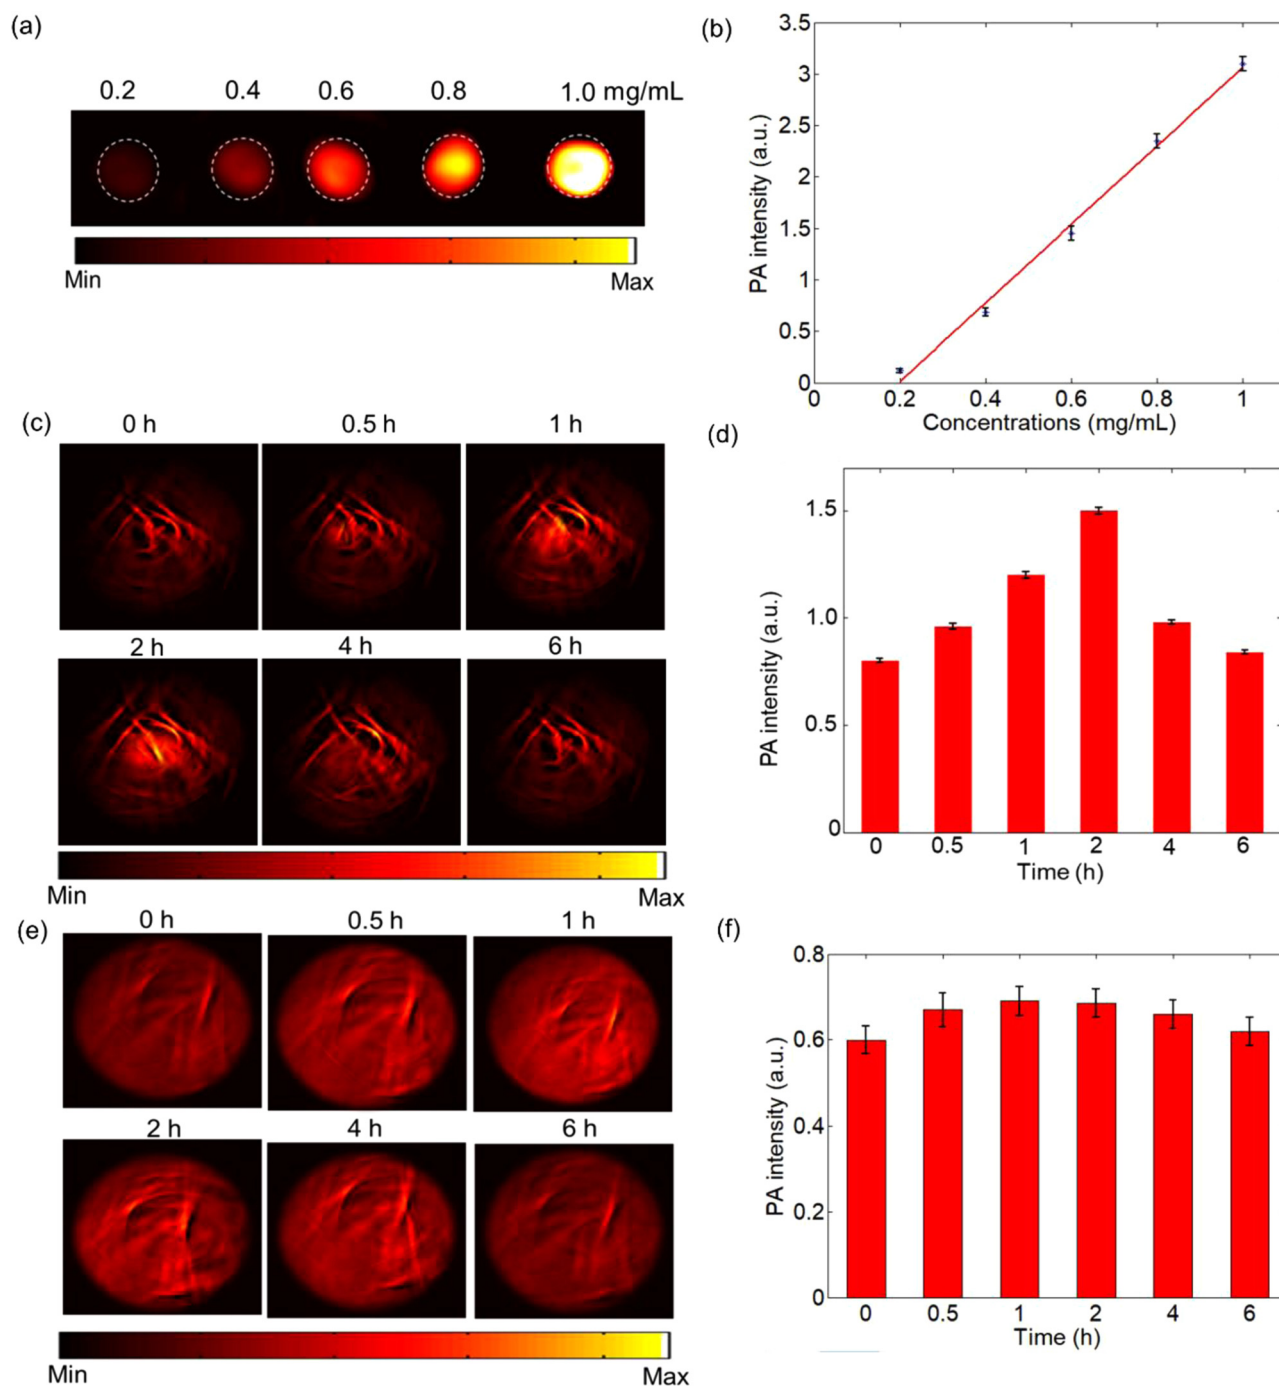 (a)
0.2 0.4 0.6 0.8 1.0 mg/mL
Min Max
(b)
PA intensity (a.u.)
3.5
3
2.5
2
1.5
1
0.5
0
0 0.2 0.4 0.6 0.8 1
Concentrations (mg/mL)
(c)
0 h 0.5 h 1 h
2 h 4 h 6 h
Min Max
(d)
PA intensity (a.u.)
1.5
1.0
0.5
0
0 0.5 1 2 4 6
Time (h)
(e)
0 h 0.5 h 1 h
2 h 4 h 6 h
Min Max
(f)
PA intensity (a.u.)
0.8
0.6
0.4
0.2
0
0 0.5 1 2 4 6
Time (h)